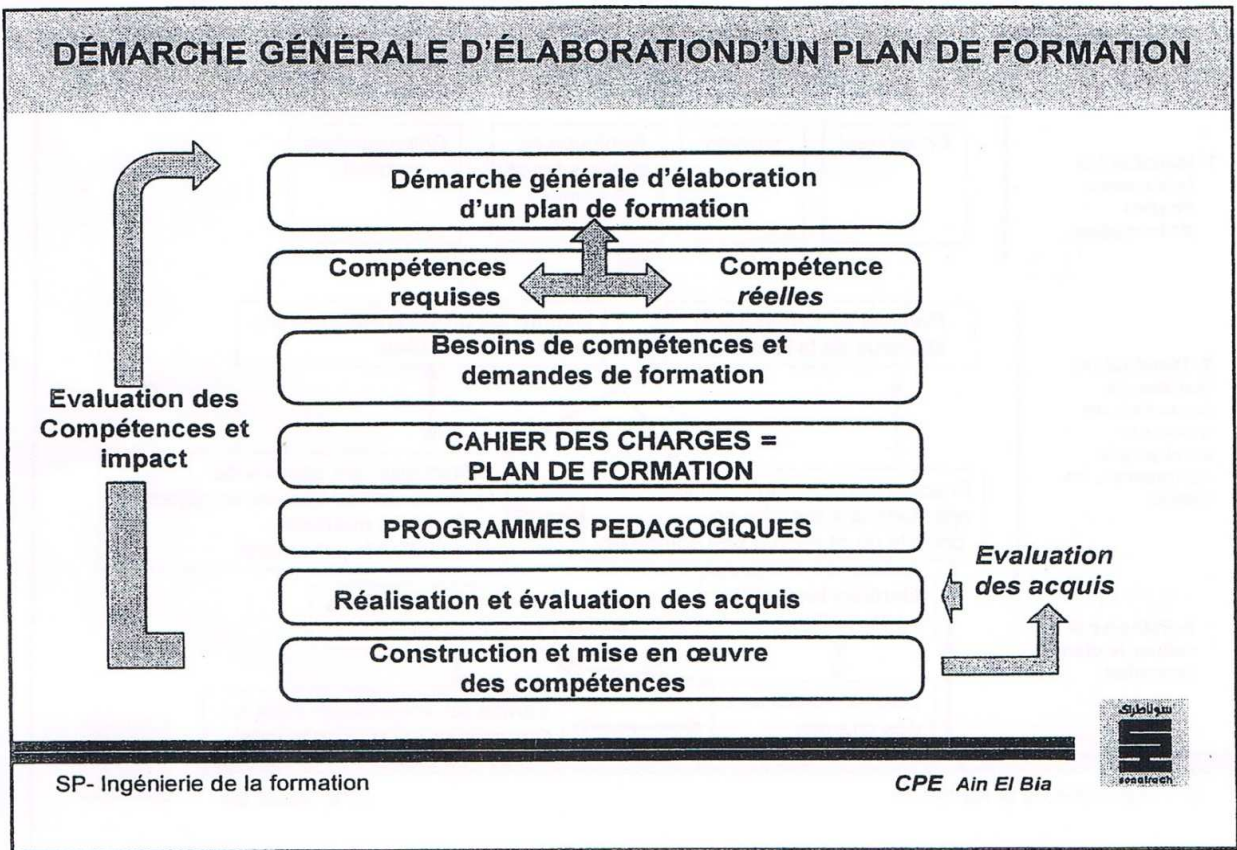 DÉMARCHE GÉNÉRALE D'ÉLABORATIOND'UN PLAN DE FORMATION
Démarche générale d'élaboration
d'un plan de formation
Compétences
requises
Compétence
réelles
Besoins de compétences et
demandes de formation
Evaluation des
Compétences et
impact
CAHIER DES CHARGES =
PLAN DE FORMATION
PROGRAMMES PEDAGOGIQUES
Evaluation
des acquis
Réalisation et évaluation des acquis
Construction et mise en œuvre
des compétences
سوناطراك
sonatrach
SP- Ingénierie de la formation
CPE Ain El Bia